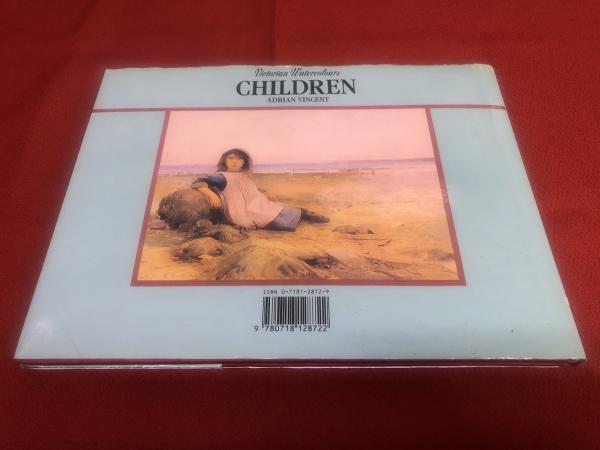 Victorian Watercolours
CHILDREN
ADRIAN VINCENT
ISBN 0-7181-2872-9
9 780718 128722